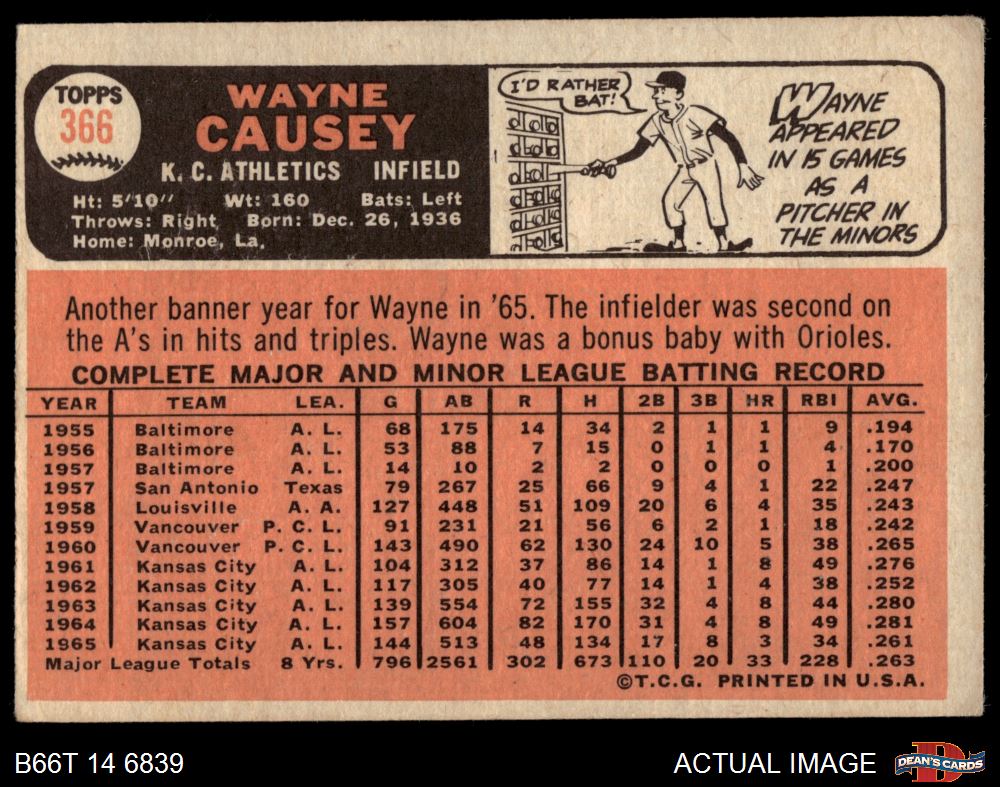 TOPPS
366
WAYNE
CAUSEY
K. C. ATHLETICS INFIELD
Ht: 5'10" Wt: 160 Bats: Left
Throws: Right Born: Dec. 26, 1936
Home: Monroe, La.
I'D RATHER
BAT!
WAYNE
APPEARED
IN 15 GAMES
AS A
PITCHER IN
THE MINORS
Another banner year for Wayne in '65. The infielder was second on
the A's in hits and triples. Wayne was a bonus baby with Orioles.
COMPLETE MAJOR AND MINOR LEAGUE BATTING RECORD
YEAR TEAM LEA. G AB R H 2B 3B HR RBI AVG.
1955 Baltimore A. L. 68 175 14 34 2 1 1 9 .194
1956 Baltimore A. L. 53 88 7 15 0 1 1 4 .170
1957 Baltimore A. L. 14 10 2 2 0 0 0 1 .200
1957 San Antonio Texas 79 267 25 66 9 4 1 22 .247
1958 Louisville A. A. 127 448 51 109 20 6 4 35 .243
1959 Vancouver P. C. L. 91 231 21 56 6 2 1 18 .242
1960 Vancouver P. C. L. 143 490 62 130 24 10 5 38 .265
1961 Kansas City A. L. 104 312 37 86 14 1 8 49 .276
1962 Kansas City A. L. 117 305 40 77 14 1 4 38 .252
1963 Kansas City A. L. 139 554 72 155 32 4 8 44 .280
1964 Kansas City A. L. 157 604 82 170 31 4 8 49 .281
1965 Kansas City A. L. 144 513 48 134 17 8 3 34 .261
Major League Totals 8 Yrs. 796 2561 302 673 110 20 33 228 .263
©T.C.G. PRINTED IN U.S.A.
B66T 14 6839
ACTUAL IMAGE
DEAN'S CARDS